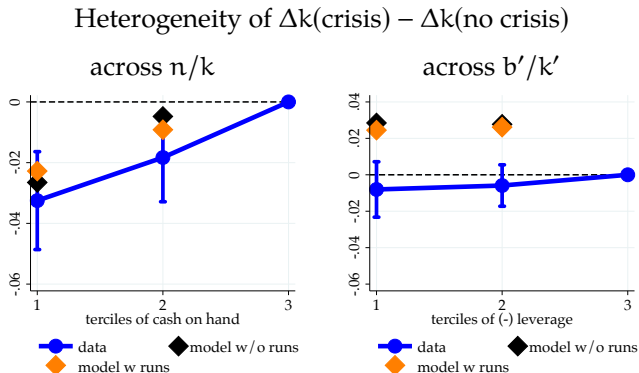 Heterogeneity of Δk(crisis) − Δk(no crisis)
across n/k
0
-.02
-.04
-.06
1 2 3
terciles of cash on hand
data
model w/o runs
model w runs
across b′/k′
.04
.02
0
-.02
-.04
-.06
1 2 3
terciles of (-) leverage
data
model w/o runs
model w runs